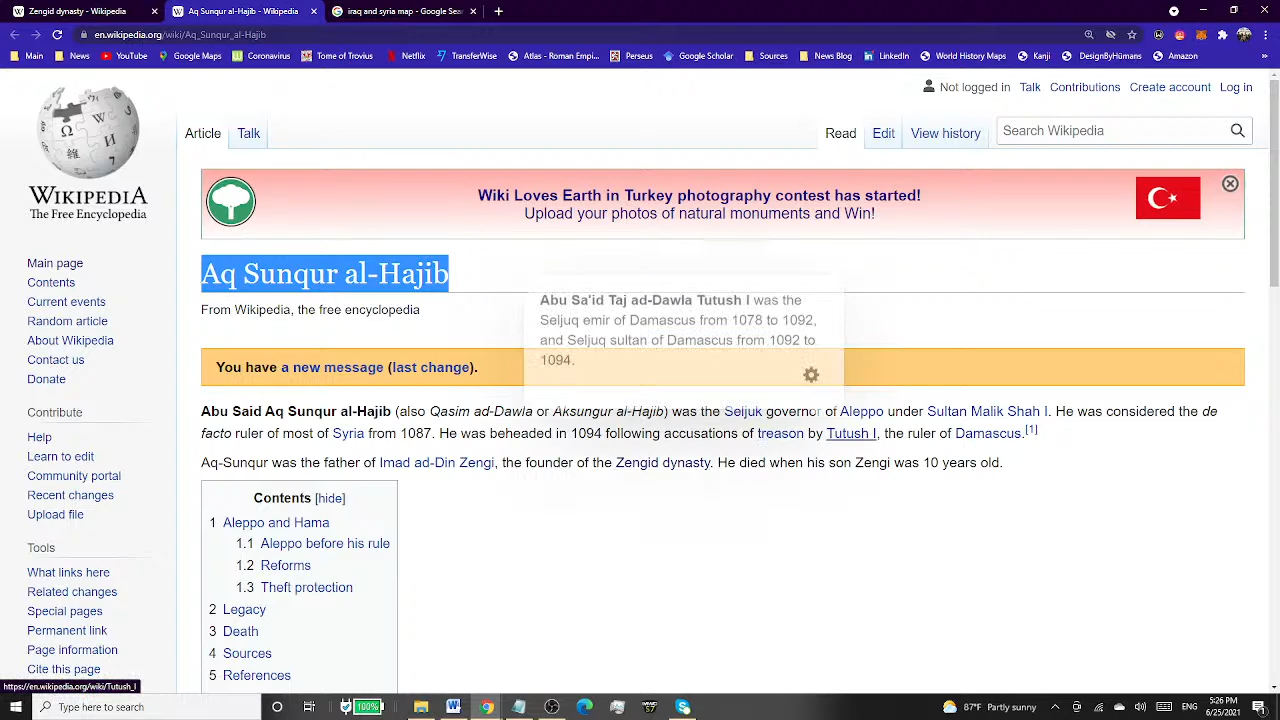 Zengid dynasty - Wikipedia
Aq Sunqur al-Hajib - Wikipedia
iraq and syria map - Google Sear
en.wikipedia.org/wiki/Aq_Sunqur_al-Hajib
Main
News
YouTube
Google Maps
Coronavirus
Tome of Trovius
Netflix
TransferWise
Atlas - Roman Empi...
Perseus
Google Scholar
Sources
News Blog
LinkedIn
World History Maps
Kanji
DesignByHumans
Amazon
Not logged in Talk Contributions Create account Log in
Article Talk
Read Edit View history
Search Wikipedia
WIKIPEDIA
The Free Encyclopedia
Wiki Loves Earth in Turkey photography contest has started!
Upload your photos of natural monuments and Win!
Aq Sunqur al-Hajib
From Wikipedia, the free encyclopedia
Abu Sa'id Taj ad-Dawla Tutush I was the
Seljuq emir of Damascus from 1078 to 1092,
and Seljuq sultan of Damascus from 1092 to
1094.
You have a new message (last change).
Abu Said Aq Sunqur al-Hajib (also Qasim ad-Dawla or Aksungur al-Hajib) was the Seljuk governor of Aleppo under Sultan Malik Shah I. He was considered the de
facto ruler of most of Syria from 1087. He was beheaded in 1094 following accusations of treason by Tutush I, the ruler of Damascus.[1]
Aq-Sunqur was the father of Imad ad-Din Zengi, the founder of the Zengid dynasty. He died when his son Zengi was 10 years old.
Contents [hide]
1 Aleppo and Hama
1.1 Aleppo before his rule
1.2 Reforms
1.3 Theft protection
2 Legacy
3 Death
4 Sources
5 References
Main page
Contents
Current events
Random article
About Wikipedia
Contact us
Donate
Contribute
Help
Learn to edit
Community portal
Recent changes
Upload file
Tools
What links here
Related changes
Special pages
Permanent link
Page information
Cite this page
https://en.wikipedia.org/wiki/Tutush_I
Type here to search
100%
87°F Partly sunny
ENG
5:26 PM
6/25/2021